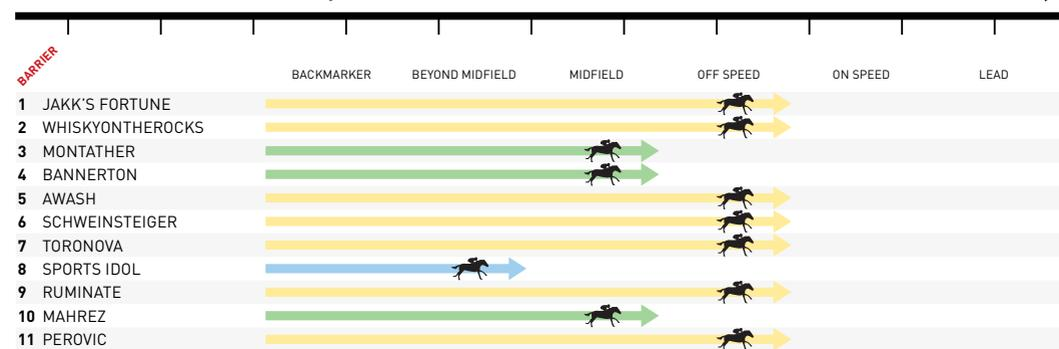 BARRIER
BACKMARKER BEYOND MIDFIELD MIDFIELD OFF SPEED ON SPEED LEAD
1 JAKK'S FORTUNE
2 WHISKYONTHEROCKS
3 MONTATHER
4 BANNERTON
5 AWASH
6 SCHWEINSTEIGER
7 TORONOVA
8 SPORTS IDOL
9 RUMINATE
10 MAHREZ
11 PEROVIC